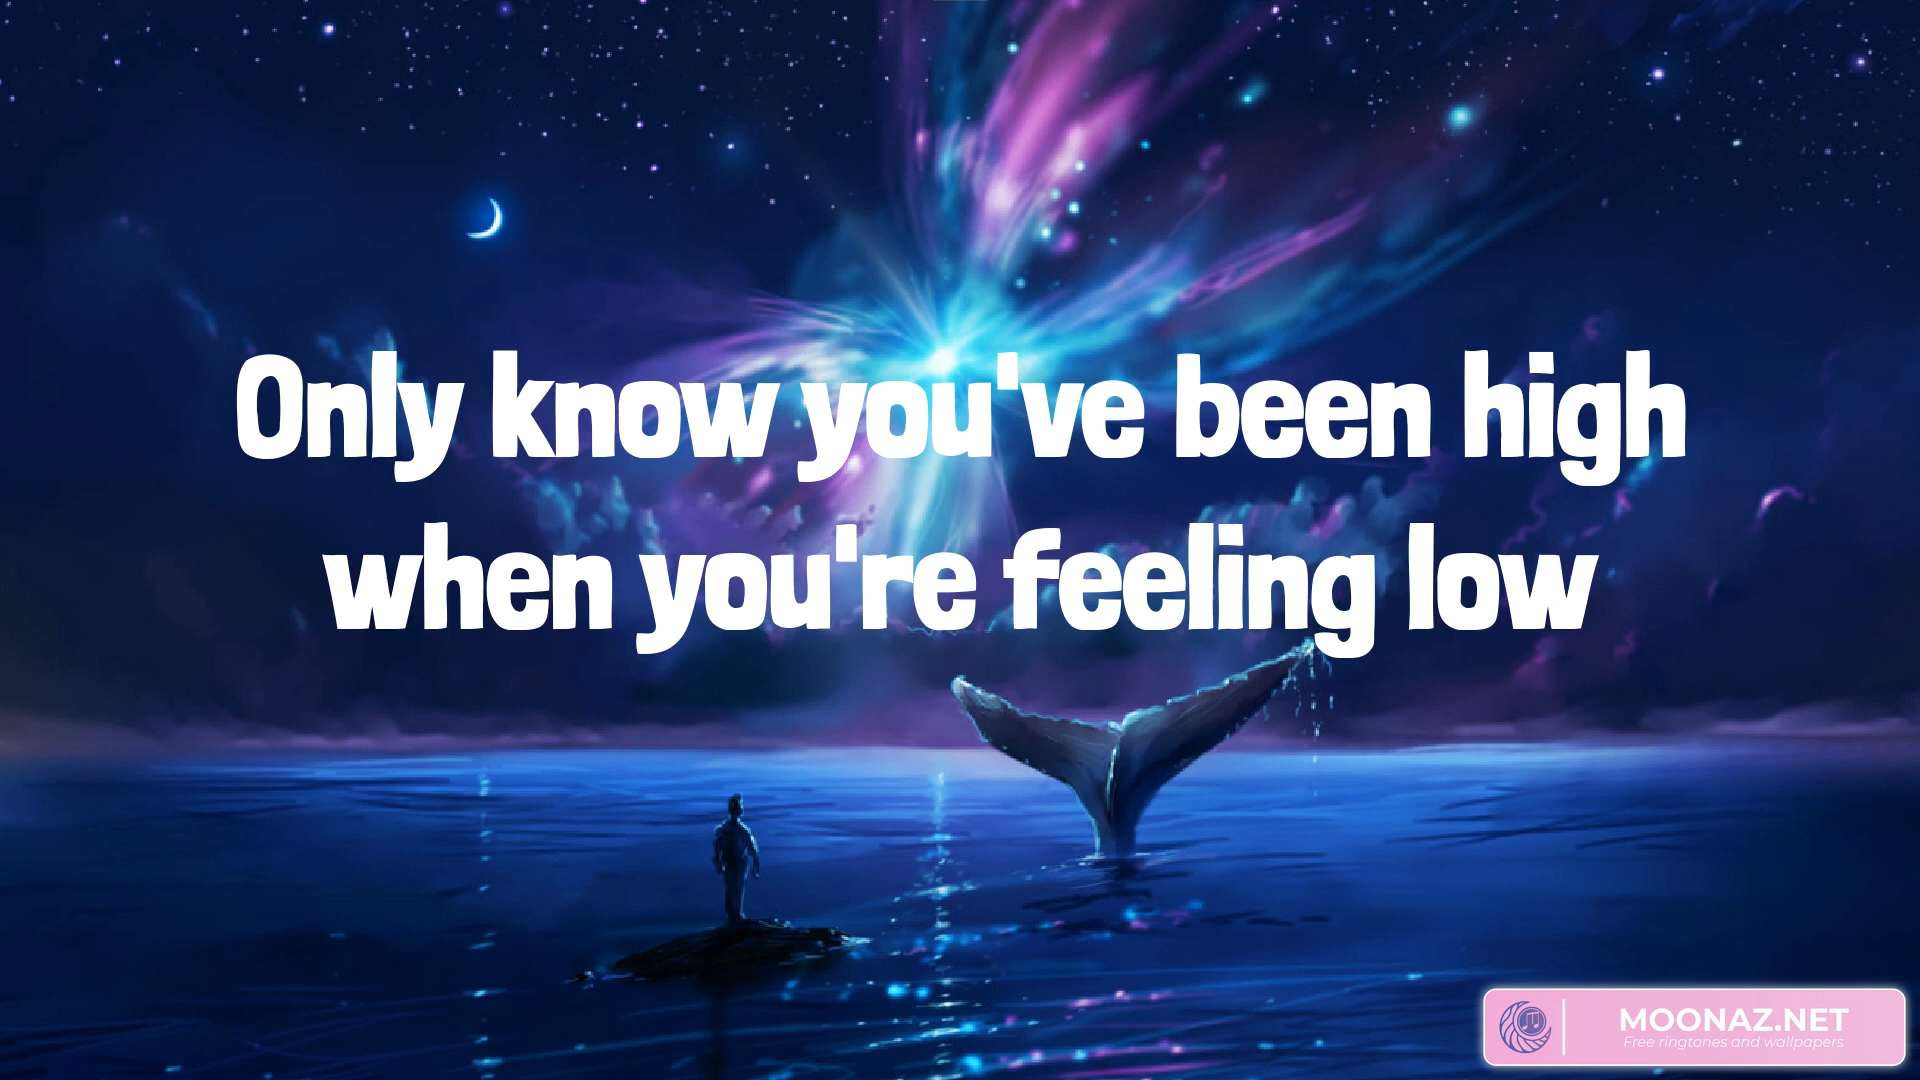 Only know you've been high
when you're feeling low
MOONAZ.NET
Free ringtones and wallpapers